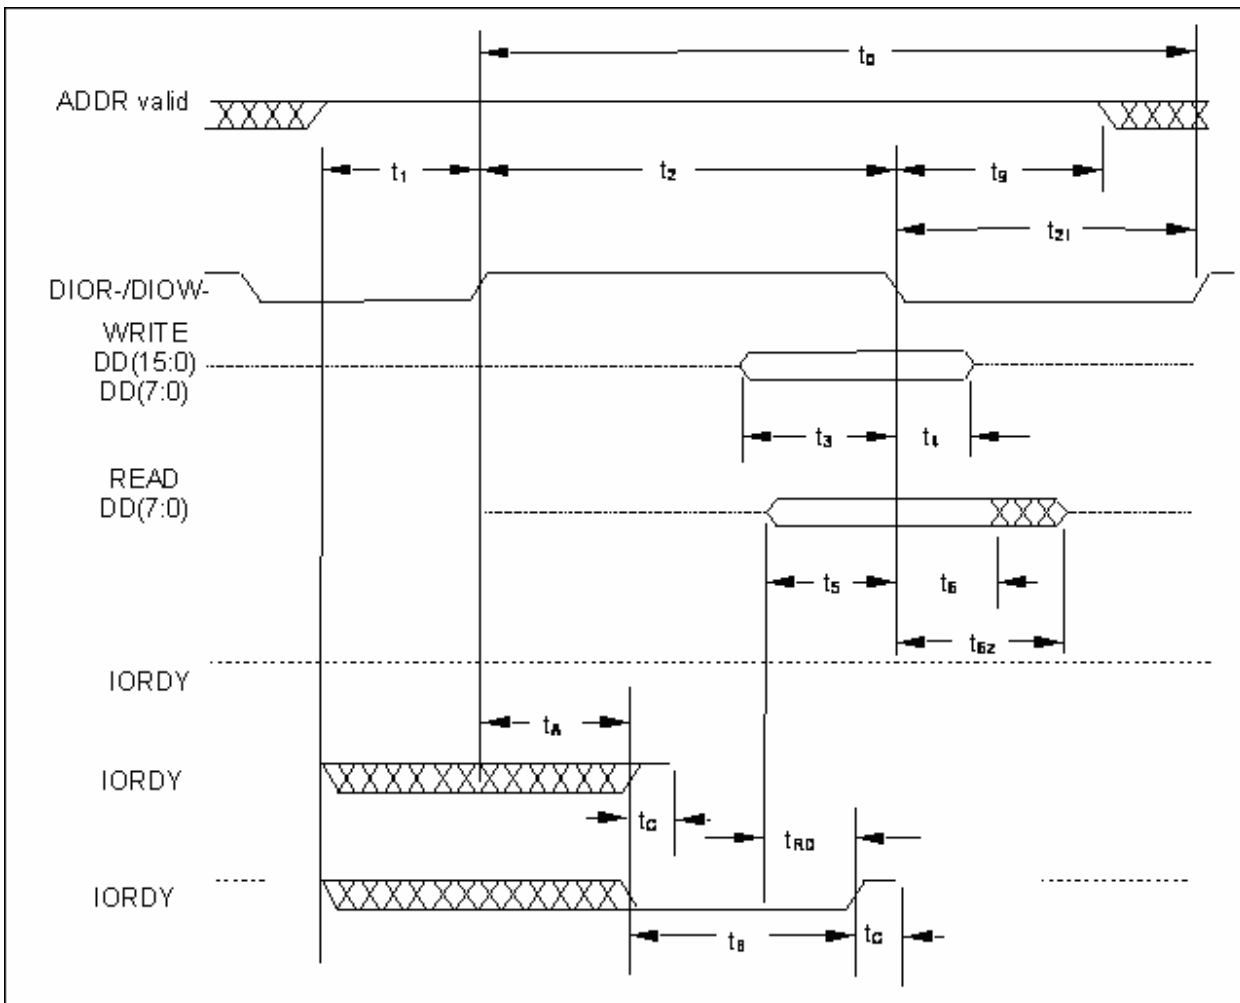 t₀
ADDR valid
t₁ t₂ t₉
t₂ᵢ
DIOR-/DIOW-
WRITE
DD(15:0)
DD(7:0)
t₃ t₄
READ
DD(7:0)
t₅ t₆
t6z
IORDY
tA
IORDY
tC
tRD
IORDY
tB tC